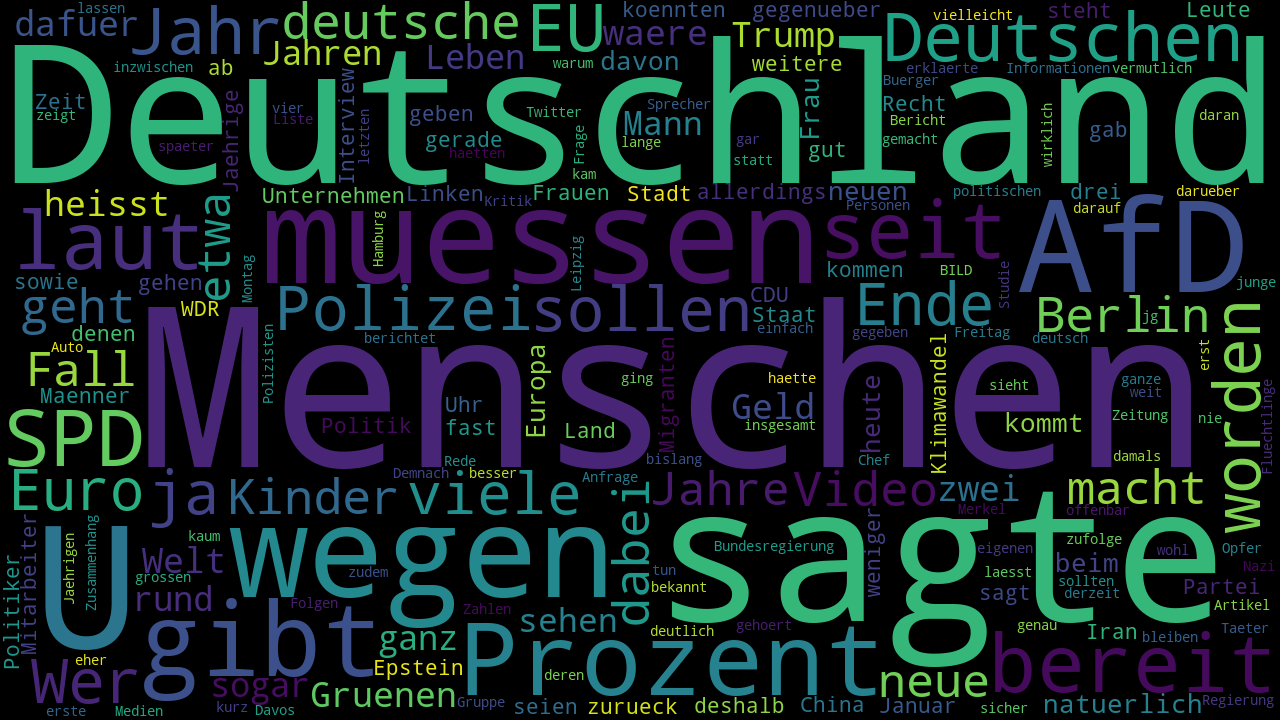 lassen
dafuer
Jahr
deutsche
EU
koennten
gegenueber
vielleicht
steht
Leute
waere
Trump
Deutschen
Jahren
Leben
inzwischen
ab
warum
davon
weitere
erklaerte
Informationen
vermutlich
Deutschland
Zeit
zeigt
Jaehrige
vier
Liste
Interview
letzten
geben
Twitter
Sprecher
Mann
Frau
Buerger
Recht
Bericht
gab
daran
spaeter
gerade
haetten
Frage
kam
lange
gar
statt
gut
gemacht
wirklich
heisst
etwa
Unternehmen
Linken
Kritik
Frauen
Stadt
allerdings
neuen
politischen
drei
darueber
Personen
darauf
laut
muessen
Hamburg
Leipzig
seit
AfD
sowie
gehen
Montag
kommen
BILD
Studie
junge
geht
WDR
Polizei
sollen
CDU
Staat
Ende
Berlin
jg
denen
berichtet
einfach
gegeben
Freitag
deutsch
Auto
Polizisten
Fall
Menschen
Europa
ging
Migranten
haette
heute
Klimawandel
sieht
ganze
weit
erst
worden
Maenner
Uhr
Geld
SPD
Politik
fast
Land
insgesamt
kommt
Zeitung
nie
Fluechtlinge
Rede
bislang
Chef
damals
Demnach
besser
Anfrage
Euro
ja
Kinder
viele
dabei
Jahre
Video
zwei
macht
Merkel
offenbar
U
wegen
sagte
Politiker
Mitarbeiter
Jaehrigen
Zusammenhang
kaum
Welt
grossen
zudem
Bundesregierung
weniger
eigenen
zufolge
beim
wohl
Opfer
tun
bekannt
laesst
sollten
derzeit
Partei
Nazi
rund
Folgen
Zahlen
sehen
sagt
Artikel
gibt
ganz
deutlich
gehoert
genau
Iran
bleiben
Taeter
eher
Wer
sogar
Epstein
Prozent
deren
neue
bereit
erste
Medien
kurz
Davos
Gruenen
Gruppe
seien
zurueck
deshalb
China
Januar
sicher
natuerlich
Regierung